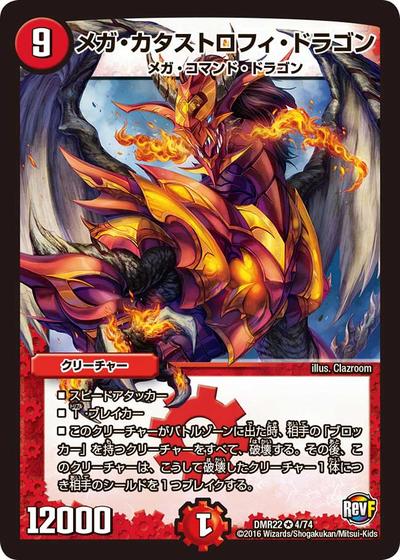 9
メガ・カタストロフィ・ドラゴン
メガ・コマンド・ドラゴン
illus. Clazroom
クリーチャー
■ スピードアタッカー
■ T・ブレイカー
■ このクリーチャーがバトルゾーンに出た時、相手の「ブロッ
カー」を持つクリーチャーをすべて、破壊する。その後、こ
のクリーチャーは、こうして破壊したクリーチャー1体につ
き相手のシールドを1つブレイクする。
RevF
12000
1
DMR22 ✪ 4/74
©2016 Wizards/Shogakukan/Mitsui-Kids